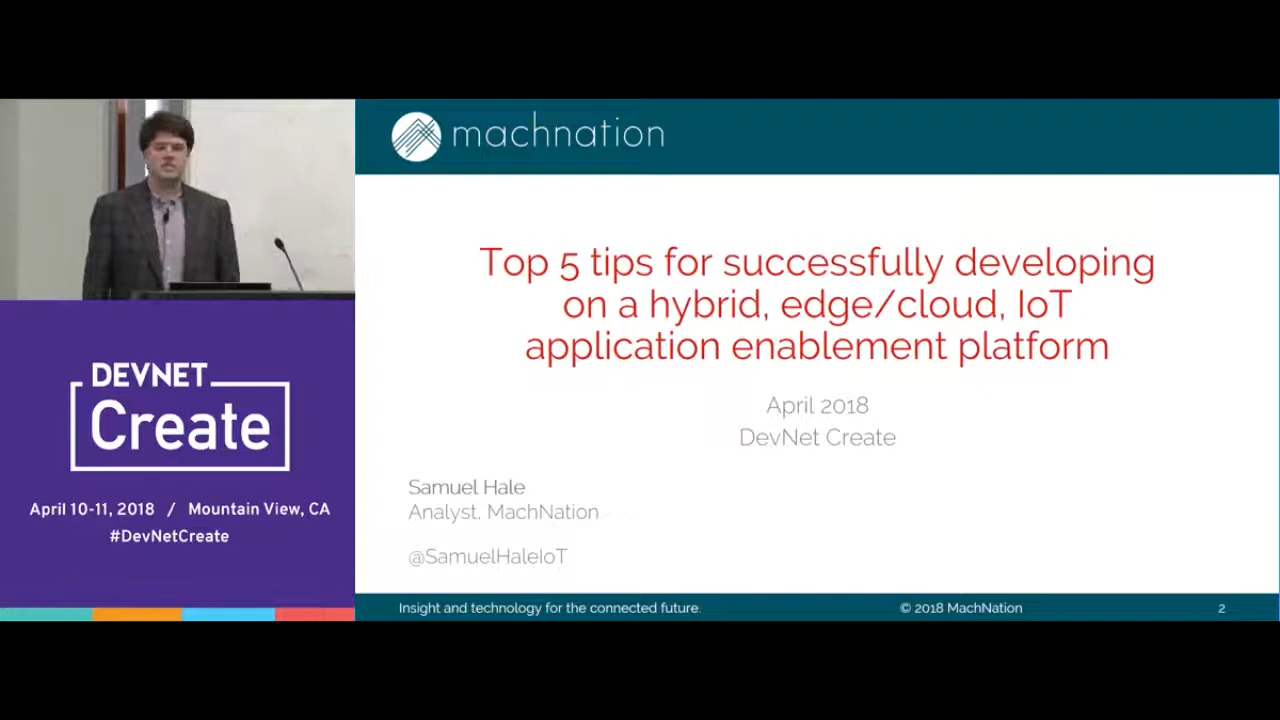 machnation
Top 5 tips for successfully developing
on a hybrid, edge/cloud, IoT
application enablement platform
April 2018
DevNet Create
Samuel Hale
Analyst, MachNation
@SamuelHaleIoT
DEVNET
Create
April 10-11, 2018 / Mountain View, CA
#DevNetCreate
Insight and technology for the connected future.
© 2018 MachNation
2